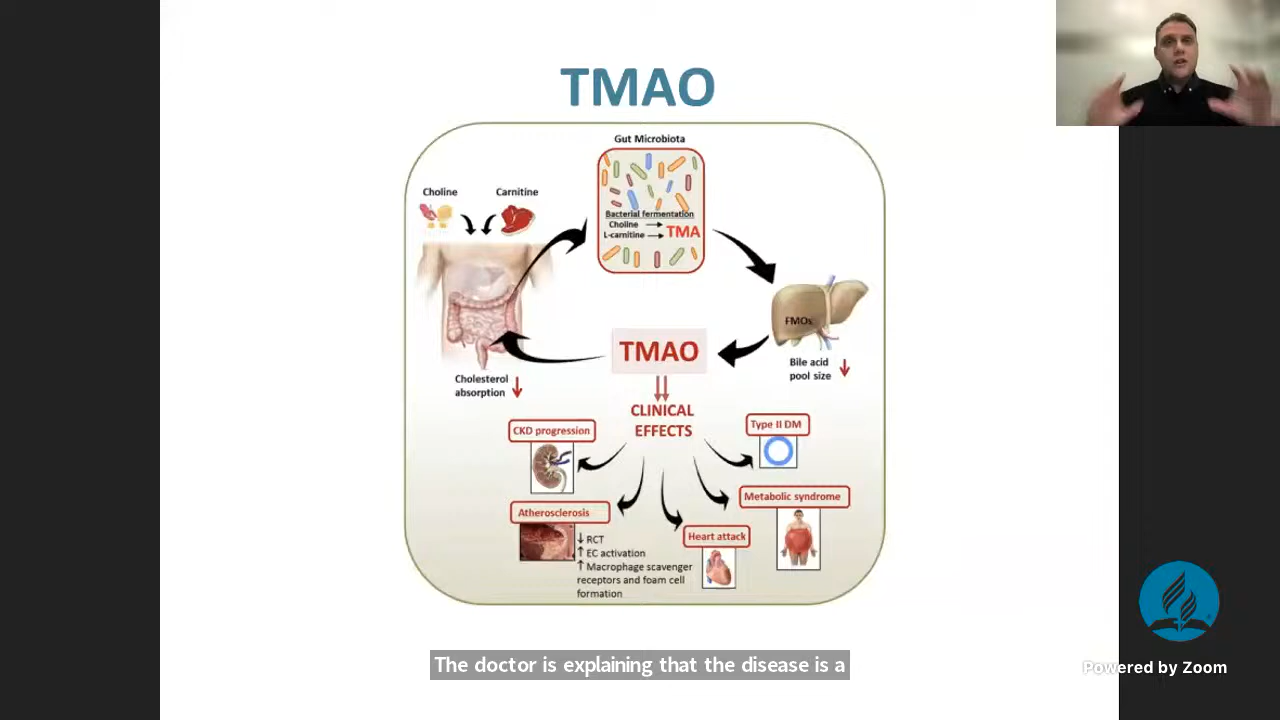 TMAO
Gut Microbiota
Choline
Carnitine
Bacterial fermentation
Choline
L-carnitine
TMA
FMOs
TMAO
Bile acid
pool size
Cholesterol
absorption
CLINICAL
EFFECTS
CKD progression
Type II DM
Metabolic syndrome
Atherosclerosis
Heart attack
RCT
EC activation
Macrophage scavenger
receptors and foam cell
formation
The doctor is explaining that the disease is a
Powered by Zoom